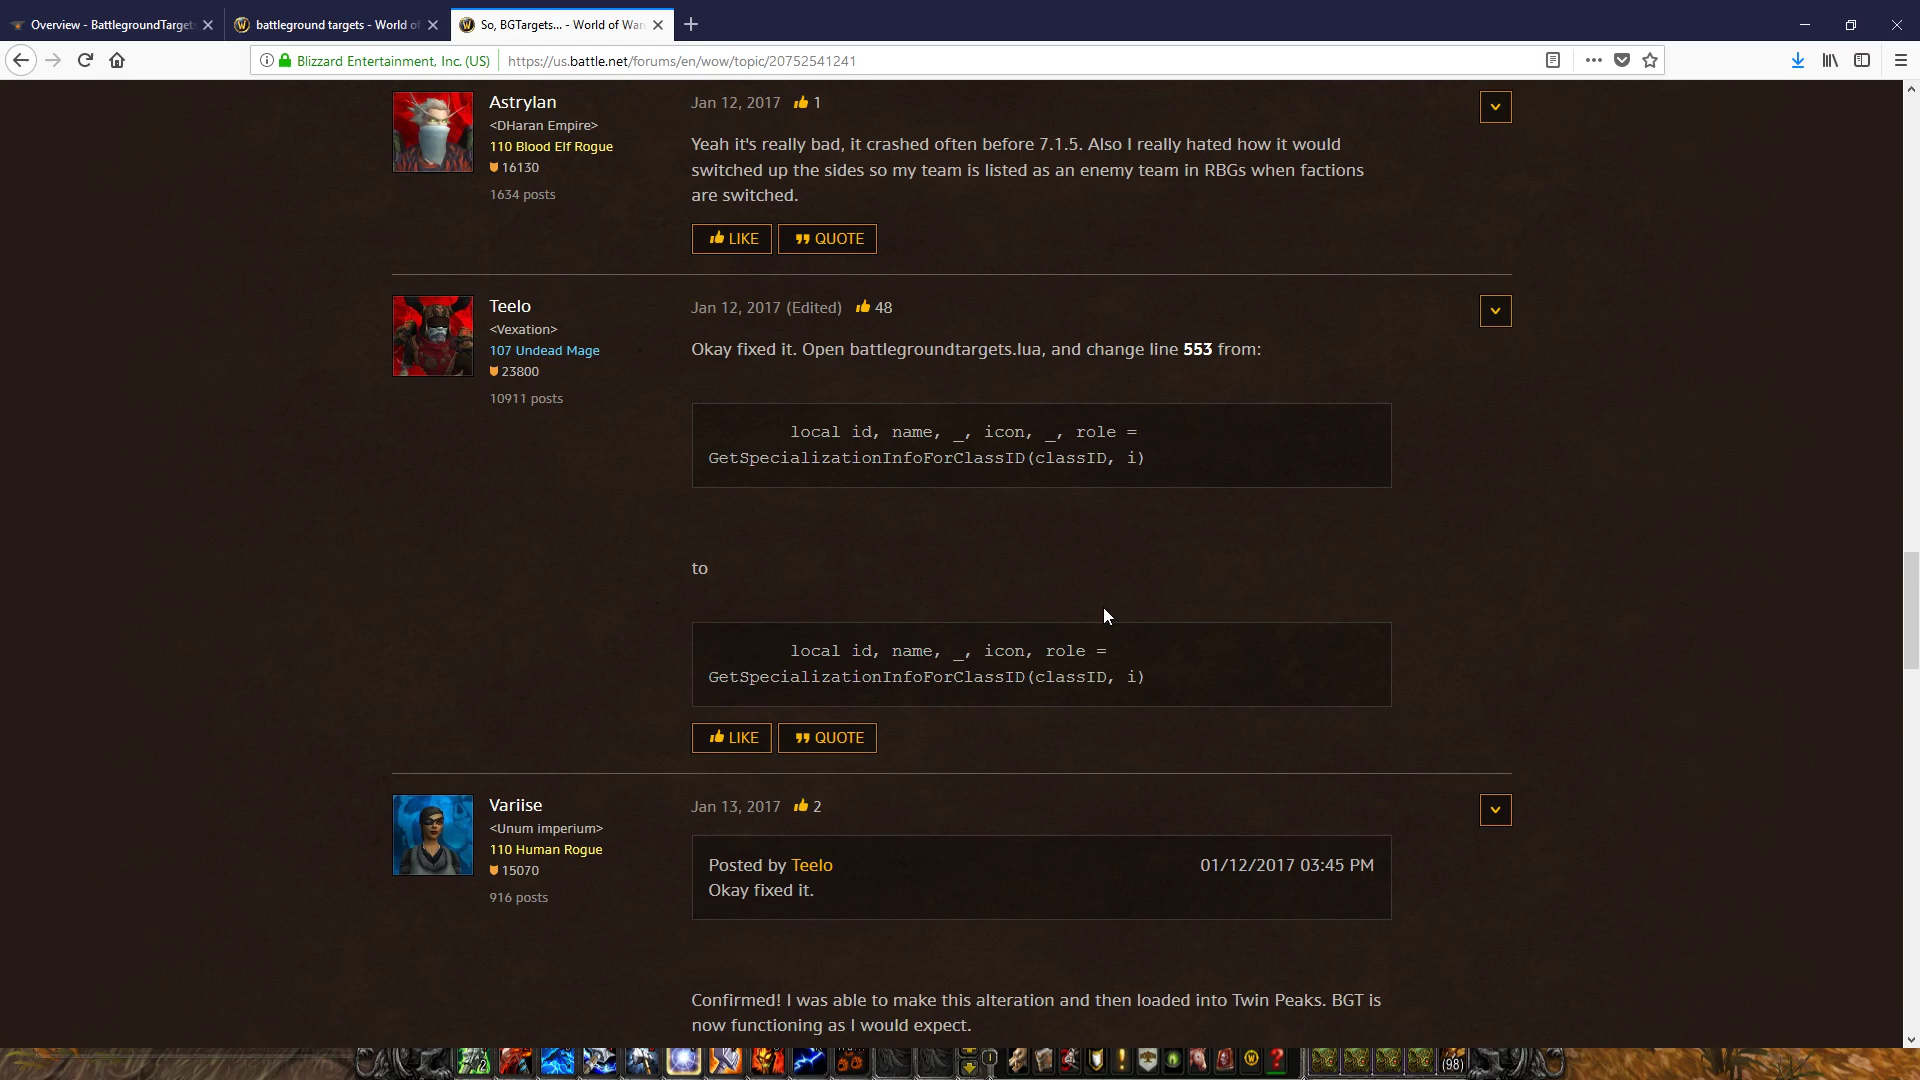 Overview - BattlegroundTarget
battleground targets - World of
So, BGTargets... - World of War
Blizzard Entertainment, Inc. (US)
https://us.battle.net/forums/en/wow/topic/20752541241
Astrylan
<DHaran Empire>
110 Blood Elf Rogue
16130
1634 posts
Jan 12, 2017 1
Yeah it's really bad, it crashed often before 7.1.5. Also I really hated how it would
switched up the sides so my team is listed as an enemy team in RBGs when factions
are switched.
LIKE
QUOTE
Teelo
<Vexation>
107 Undead Mage
23800
10911 posts
Jan 12, 2017 (Edited) 48
Okay fixed it. Open battlegroundtargets.lua, and change line 553 from:
local id, name, _, icon, _, role =
GetSpecializationInfoForClassID(classID, i)
to
local id, name, _, icon, role =
GetSpecializationInfoForClassID(classID, i)
LIKE
QUOTE
Variise
<Unum imperium>
110 Human Rogue
15070
916 posts
Jan 13, 2017 2
Posted by Teelo 01/12/2017 03:45 PM
Okay fixed it.
Confirmed! I was able to make this alteration and then loaded into Twin Peaks. BGT is
now functioning as I would expect.
2
1
(98)